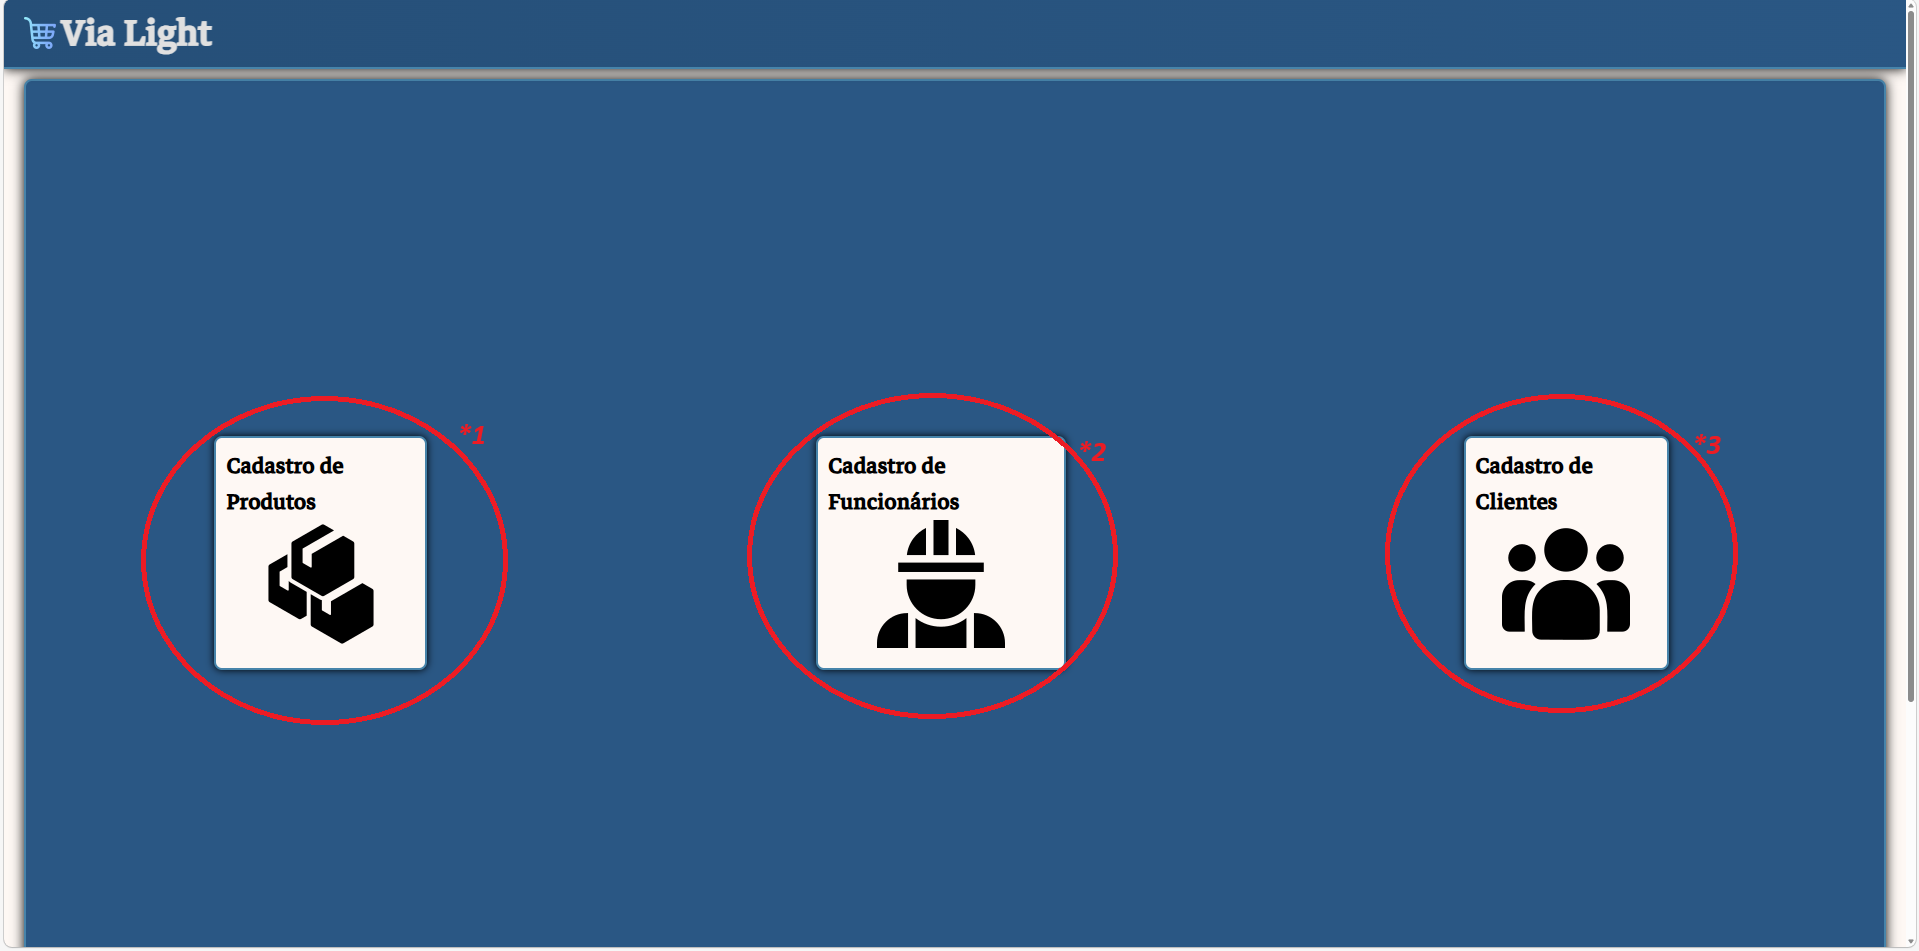 Via Light
*1
Cadastro de
Produtos
*2
Cadastro de
Funcionários
*3
Cadastro de
Clientes